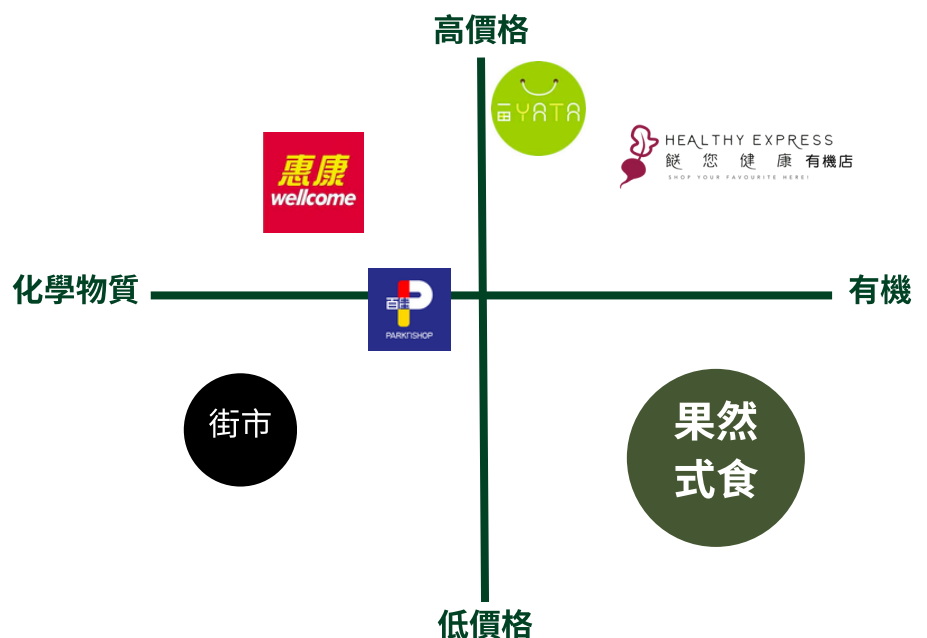 高價格
一田 YATA
HEALTHY EXPRESS
餸您健康有機店
SHOP YOUR FAVOURITE HERE!
惠康
wellcome
化學物質
有機
百佳
PARKnSHOP
街市
果然
式食
低價格